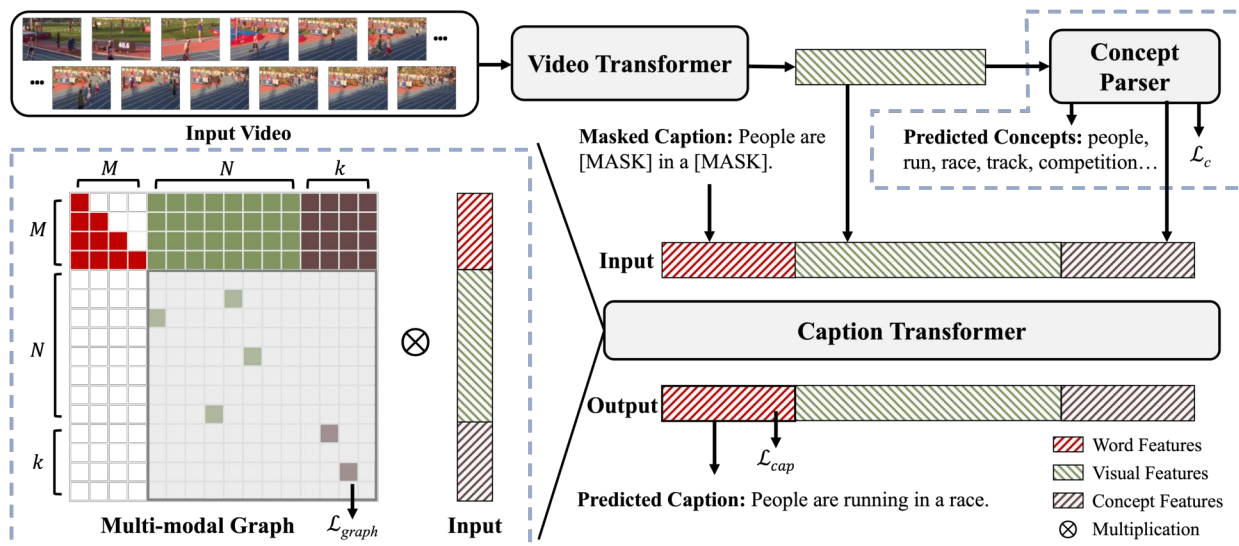 Input Video
Video Transformer
Concept
Parser
Masked Caption: People are
[MASK] in a [MASK].
Predicted Concepts: people,
run, race, track, competition…
ℒc
M
N
k
M
N
k
Multi-modal Graph
ℒgraph
Input
Input
Caption Transformer
Output
ℒcap
Predicted Caption: People are running in a race.
Word Features
Visual Features
Concept Features
Multiplication